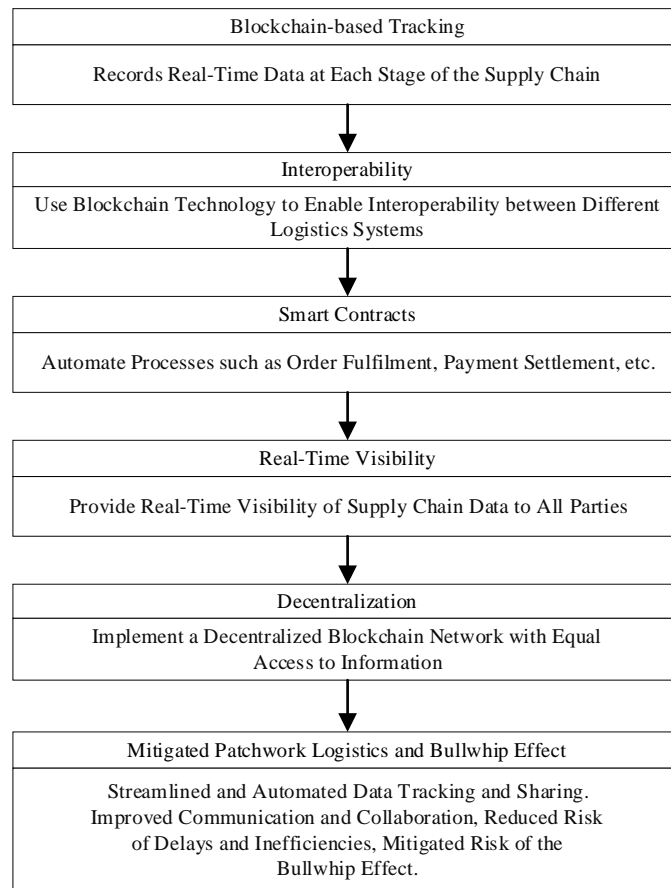 Blockchain-based Tracking
Records Real-Time Data at Each Stage of the Supply Chain
Interoperability
Use Blockchain Technology to Enable Interoperability between Different
Logistics Systems
Smart Contracts
Automate Processes such as Order Fulfilment, Payment Settlement, etc.
Real-Time Visibility
Provide Real-Time Visibility of Supply Chain Data to All Parties
Decentralization
Implement a Decentralized Blockchain Network with Equal
Access to Information
Mitigated Patchwork Logistics and Bullwhip Effect
Streamlined and Automated Data Tracking and Sharing.
Improved Communication and Collaboration, Reduced Risk
of Delays and Inefficiencies, Mitigated Risk of the
Bullwhip Effect.